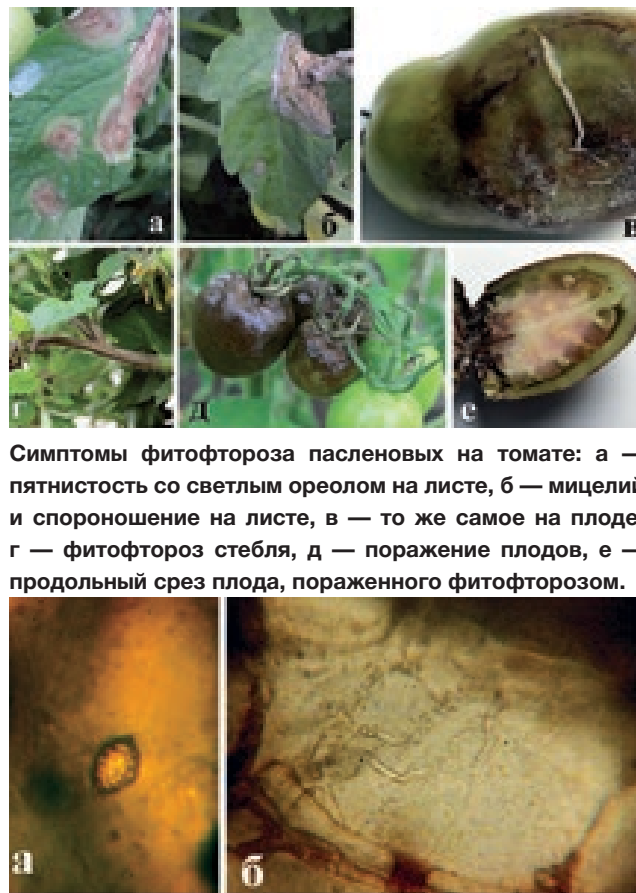 а б в
г д е
Симптомы фитофтороза пасленовых на томате: а —
пятнистость со светлым ореолом на листе, б — мицелий
и спороношение на листе, в — то же самое на плоде
г — фитофтороз стебля, д — поражение плодов, е —
продольный срез плода, пораженного фитофторозом.
а б